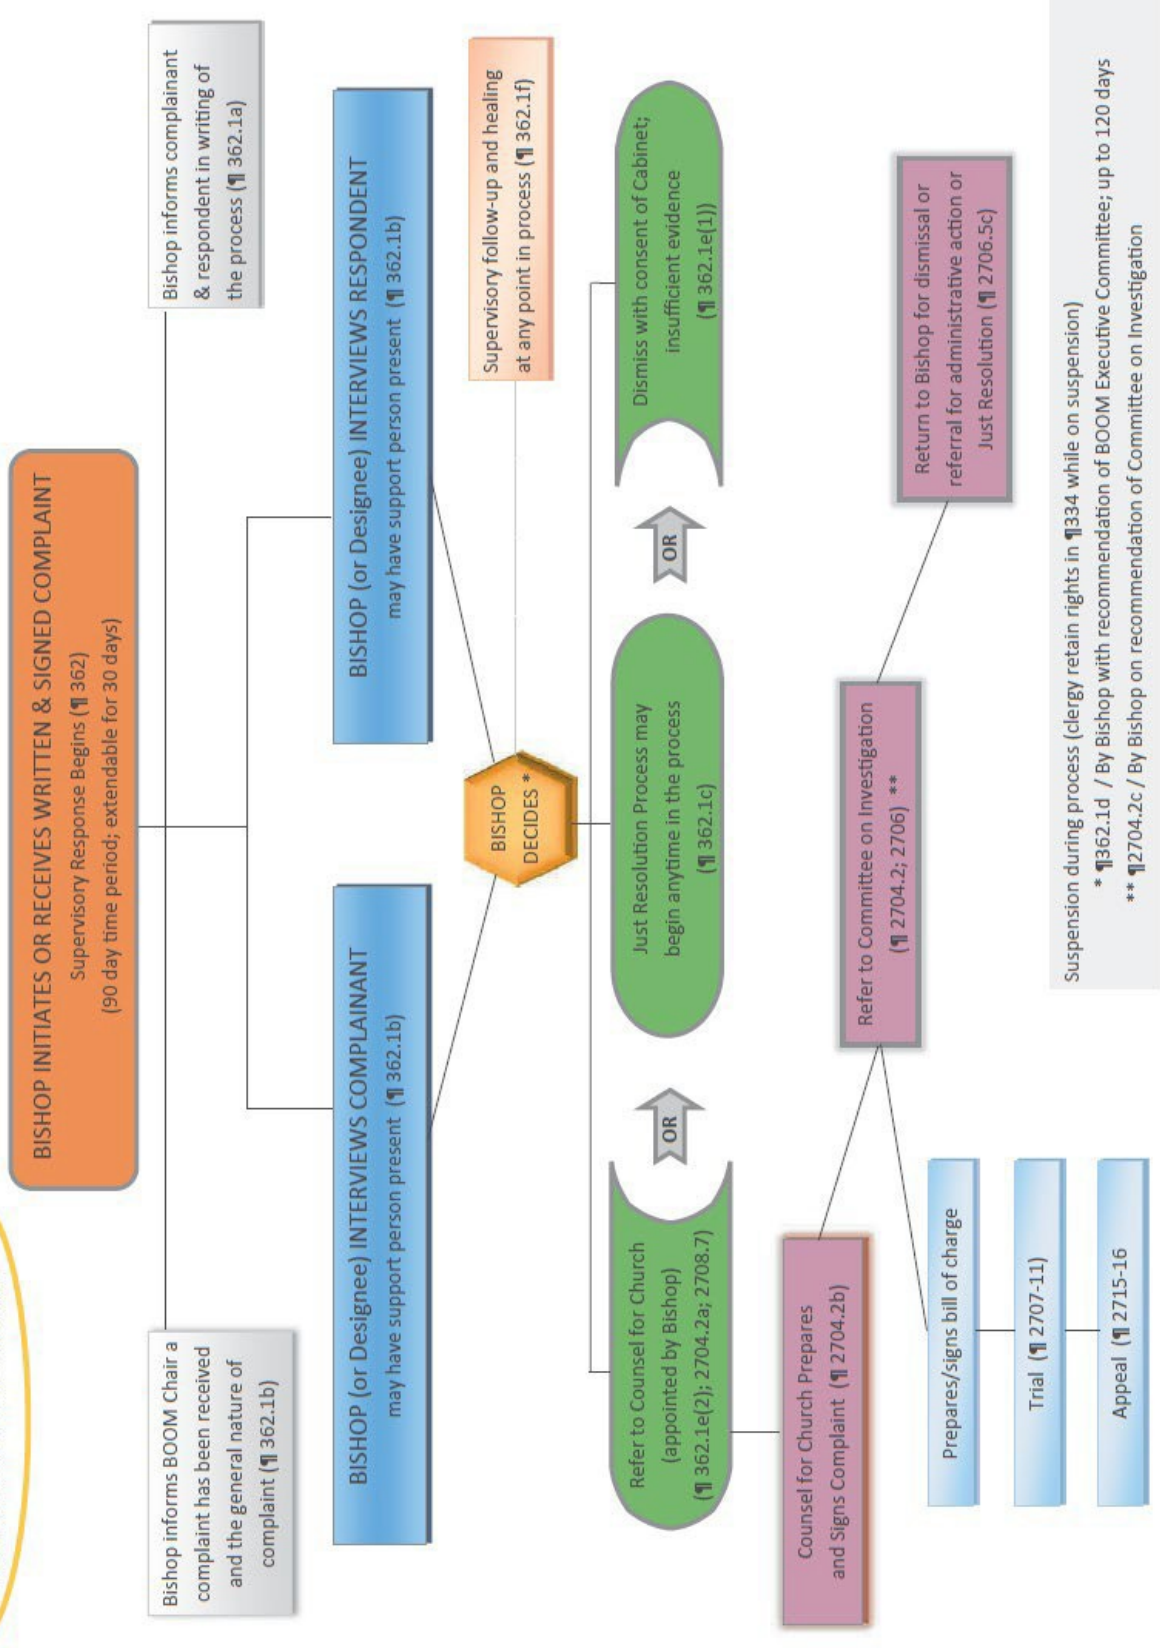 BISHOP INITIATES OR RECEIVES WRITTEN & SIGNED COMPLAINT
Supervisory Response Begins (¶ 362)
(90 day time period; extendable for 30 days)
Bishop informs BOOM Chair a
complaint has been received
and the general nature of
complaint (¶ 362.1b)
Bishop informs complainant
& respondent in writing of
the process (¶ 362.1a)
BISHOP (or Designee) INTERVIEWS COMPLAINANT
may have support person present (¶ 362.1b)
BISHOP (or Designee) INTERVIEWS RESPONDENT
may have support person present (¶ 362.1b)
BISHOP
DECIDES *
Supervisory follow-up and healing
at any point in process (¶ 362.1f)
Refer to Counsel for Church
(appointed by Bishop)
(¶ 362.1e(2); 2704.2a; 2708.7)
OR
Just Resolution Process may
begin anytime in the process
(¶ 362.1c)
OR
Dismiss with consent of Cabinet;
insufficient evidence
(¶ 362.1e(1))
Counsel for Church Prepares
and Signs Complaint (¶ 2704.2b)
Refer to Committee on Investigation
(¶ 2704.2; 2706) **
Return to Bishop for dismissal or
referral for administrative action or
Just Resolution (¶ 2706.5c)
Prepares/signs bill of charge
Trial (¶ 2707-11)
Appeal (¶ 2715-16
Suspension during process (clergy retain rights in ¶334 while on suspension)
* ¶362.1d / By Bishop with recommendation of BOOM Executive Committee; up to 120 days
** ¶2704.2c / By Bishop on recommendation of Committee on Investigation